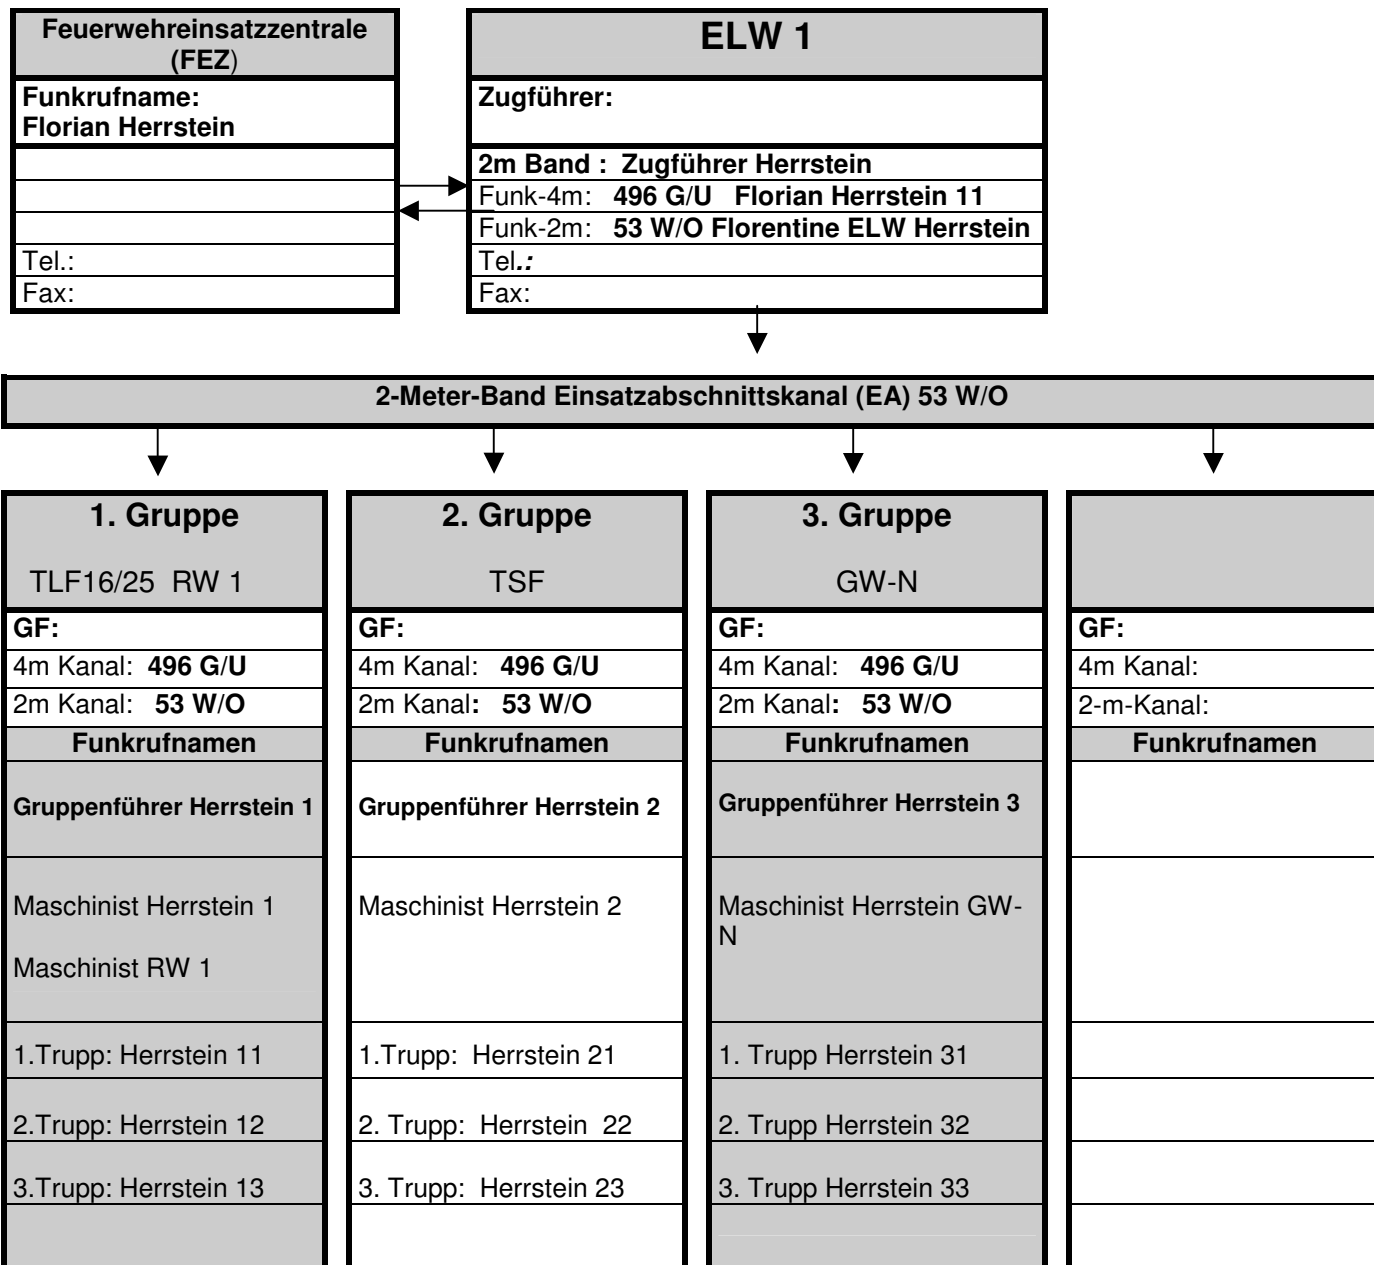 Feuerwehreinsatzzentrale
(FEZ)
Funkrufname:
Florian Herrstein
Tel.:
Fax:
ELW 1
Zugführer:
2m Band : Zugführer Herrstein
Funk-4m: 496 G/U Florian Herrstein 11
Funk-2m: 53 W/O Florentine ELW Herrstein
Tel.:
Fax:
2-Meter-Band Einsatzabschnittskanal (EA) 53 W/O
1. Gruppe
TLF16/25 RW 1
GF:
4m Kanal: 496 G/U
2m Kanal: 53 W/O
Funkrufnamen
Gruppenführer Herrstein 1
Maschinist Herrstein 1
Maschinist RW 1
1.Trupp: Herrstein 11
2.Trupp: Herrstein 12
3.Trupp: Herrstein 13
2. Gruppe
TSF
GF:
4m Kanal: 496 G/U
2m Kanal: 53 W/O
Funkrufnamen
Gruppenführer Herrstein 2
Maschinist Herrstein 2
1.Trupp: Herrstein 21
2. Trupp: Herrstein 22
3. Trupp: Herrstein 23
3. Gruppe
GW-N
GF:
4m Kanal: 496 G/U
2m Kanal: 53 W/O
Funkrufnamen
Gruppenführer Herrstein 3
Maschinist Herrstein GW-
N
1. Trupp Herrstein 31
2. Trupp Herrstein 32
3. Trupp Herrstein 33
GF:
4m Kanal:
2-m-Kanal:
Funkrufnamen